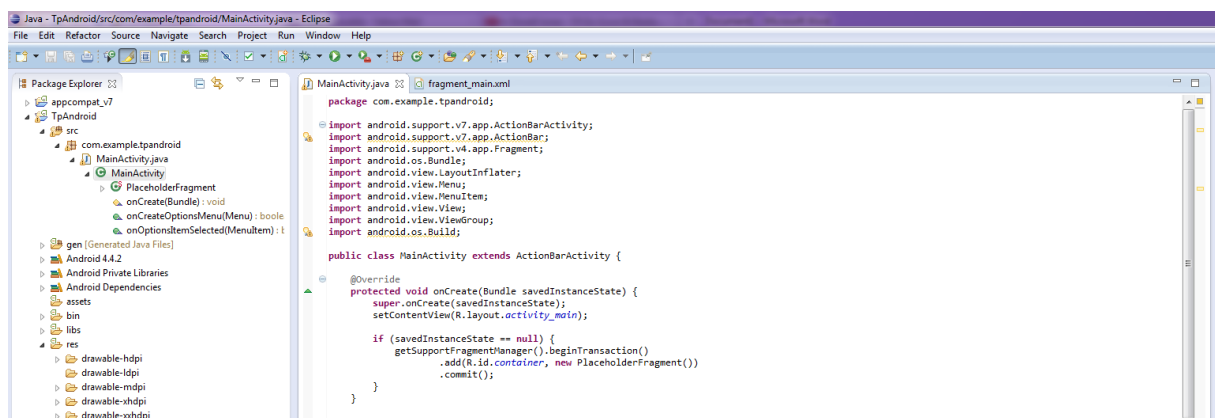 Java - TpAndroid/src/com/example/tpandroid/MainActivity.java - Eclipse
File Edit Refactor Source Navigate Search Project Run Window Help
Package Explorer
appcompat_v7
TpAndroid
src
com.example.tpandroid
MainActivity.java
MainActivity
PlaceholderFragment
onCreate(Bundle) : void
onCreateOptionsMenu(Menu) : boole
onOptionsItemSelected(MenuItem) : b
gen [Generated Java Files]
Android 4.4.2
Android Private Libraries
Android Dependencies
assets
bin
libs
res
drawable-hdpi
drawable-ldpi
drawable-mdpi
drawable-xhdpi
drawable-xxhdpi
MainActivity.java fragment_main.xml
package com.example.tpandroid;
import android.support.v7.app.ActionBarActivity;
import android.support.v7.app.ActionBar;
import android.support.v4.app.Fragment;
import android.os.Bundle;
import android.view.LayoutInflater;
import android.view.Menu;
import android.view.MenuItem;
import android.view.View;
import android.view.ViewGroup;
import android.os.Build;
public class MainActivity extends ActionBarActivity {
@Override
protected void onCreate(Bundle savedInstanceState) {
super.onCreate(savedInstanceState);
setContentView(R.layout.activity_main);
if (savedInstanceState == null) {
getSupportFragmentManager().beginTransaction()
.add(R.id.container, new PlaceholderFragment())
.commit();
}
}